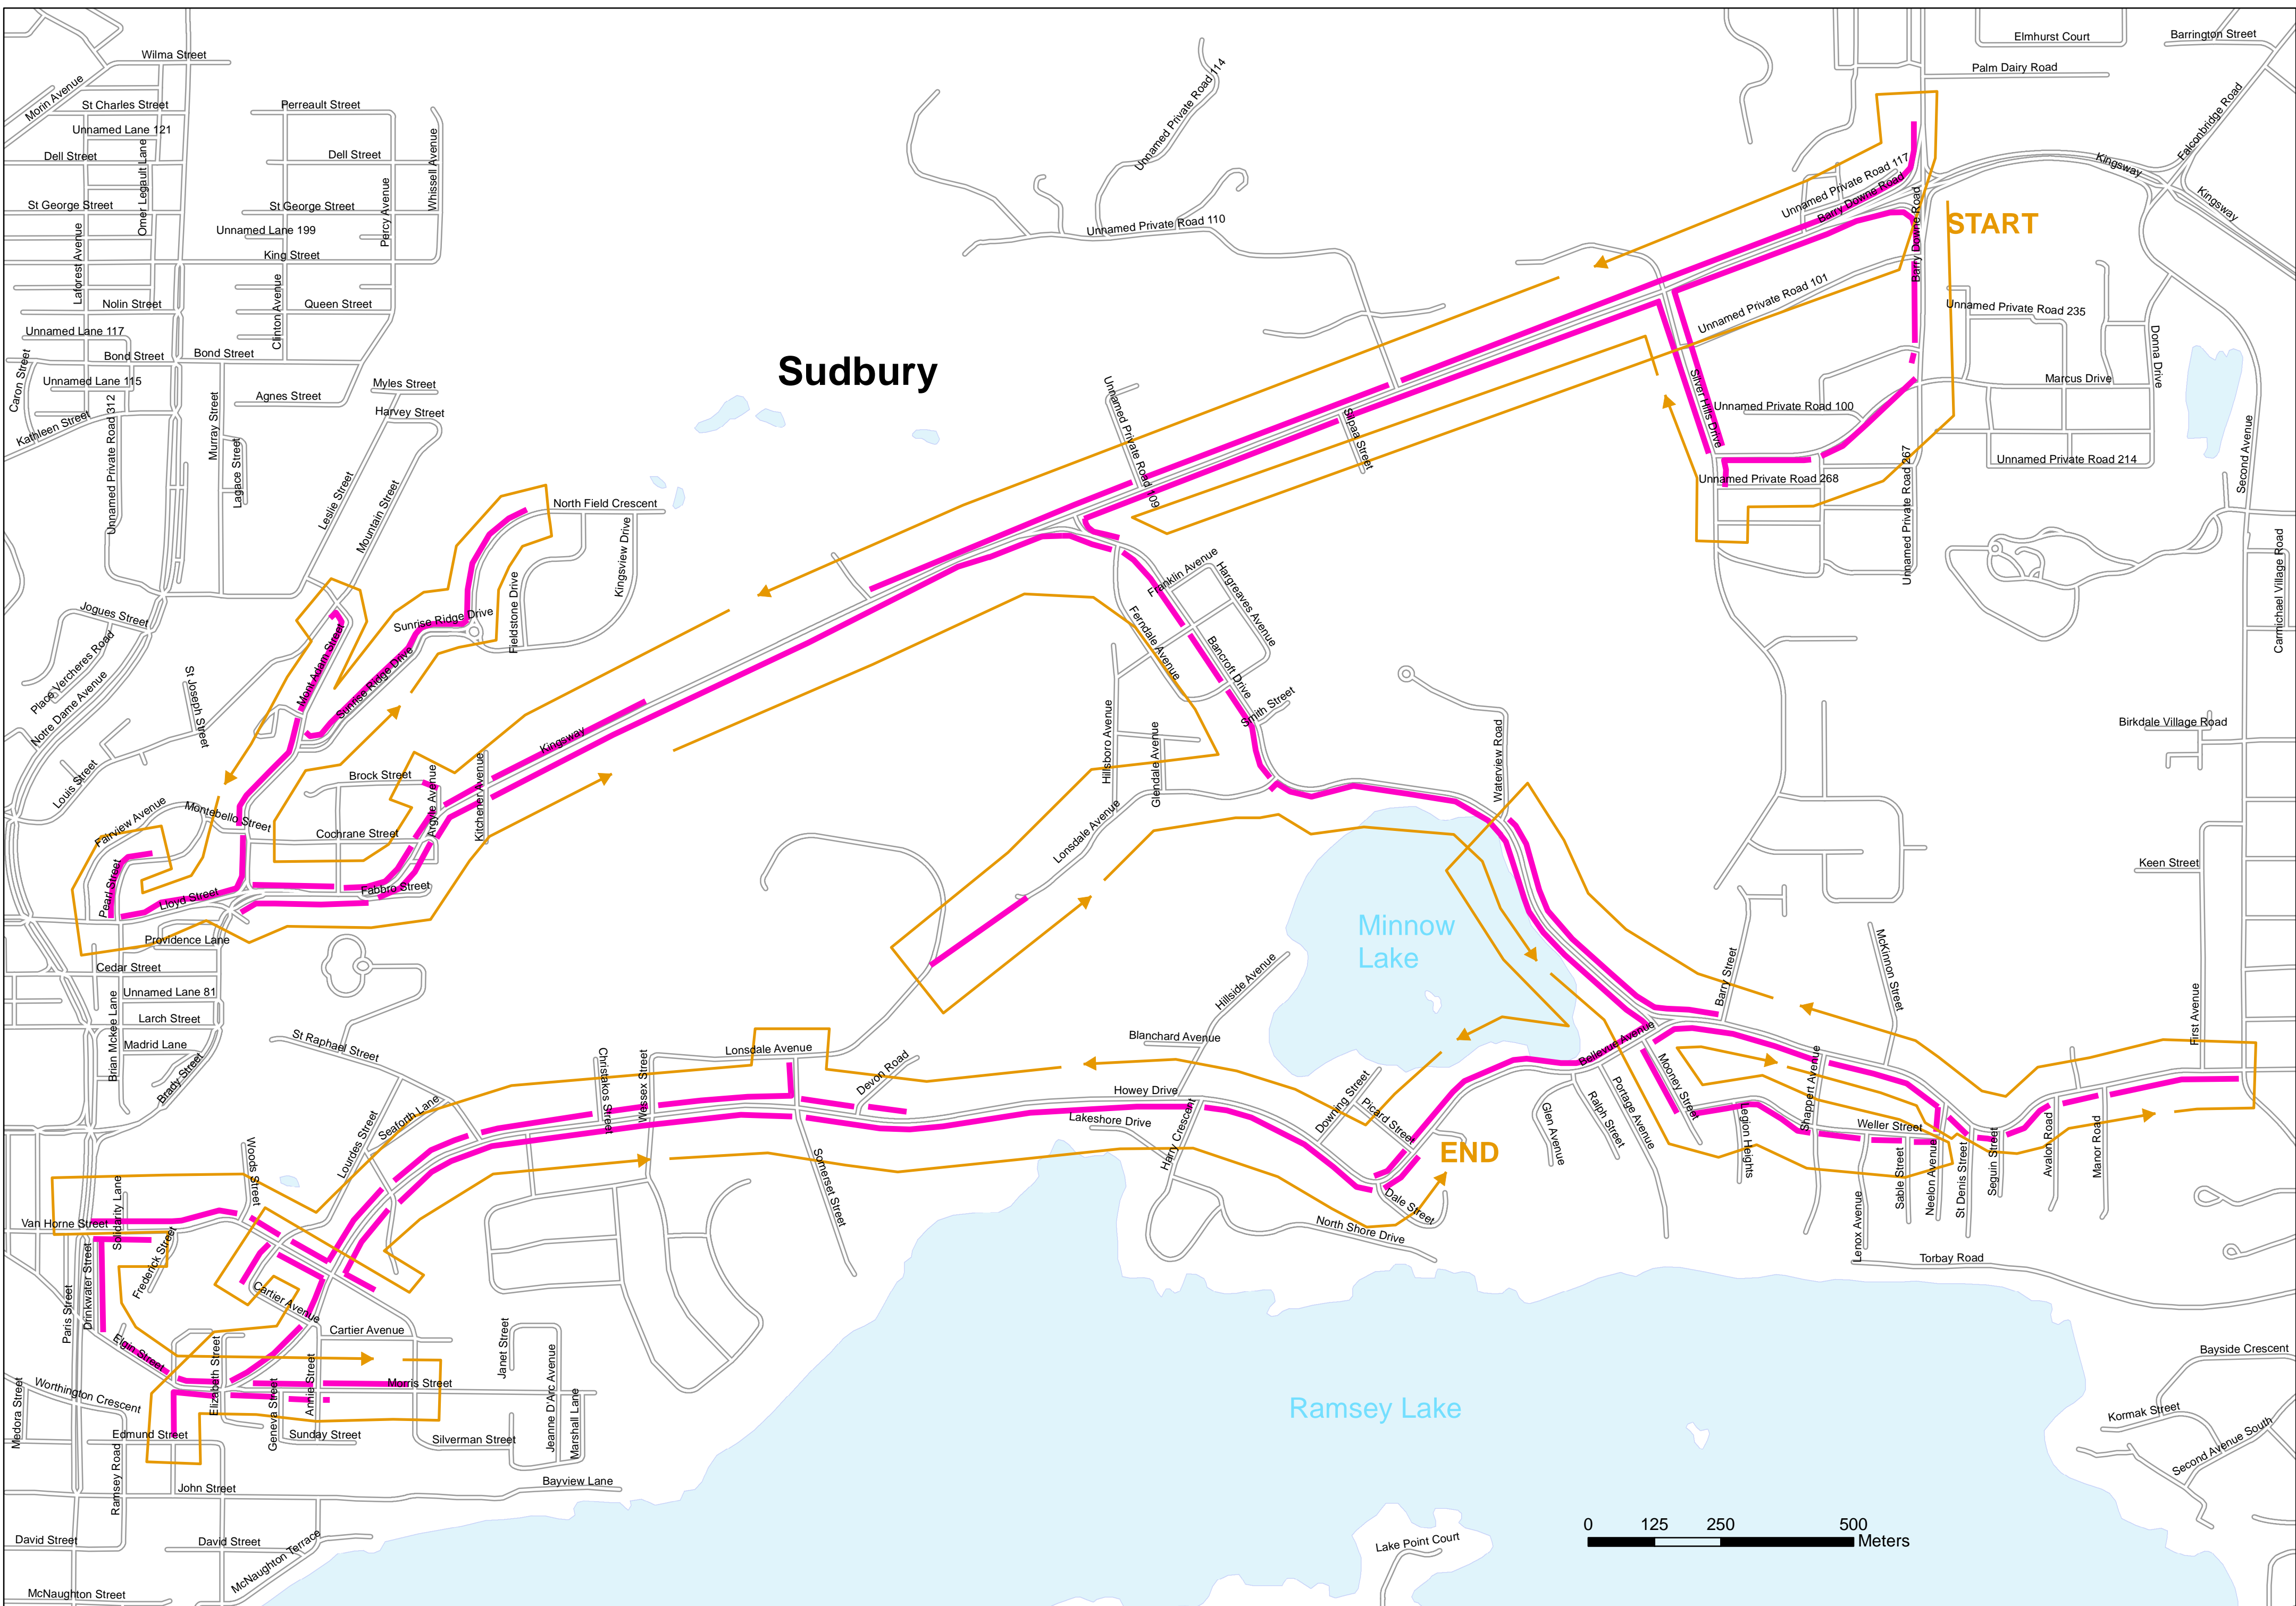 Wilma Street
Elmhurst Court
Barrington Street
Palm Dairy Road
Morin Avenue
St Charles Street
Perreault Street
Unnamed Private Road 114
Falconbridge Road
Unnamed Lane 121
Omer Legault Lane
Dell Street
Dell Street
Whissell Avenue
Kingsway
Kingsway
Unnamed Private Road 117
Barry Downe Road
Barry Downe Road
START
St George Street
St George Street
Percy Avenue
Unnamed Lane 199
Unnamed Private Road 110
King Street
Laforest Avenue
Nolin Street
Clinton Avenue
Queen Street
Unnamed Private Road 101
Unnamed Private Road 235
Donna Drive
Unnamed Lane 117
Bond Street
Bond Street
Caron Street
Unnamed Lane 115
Agnes Street
Myles Street
Harvey Street
Sudbury
Unnamed Private Road 109
Silpaa Street
Silver Hills Drive
Marcus Drive
Unnamed Private Road 100
Kathleen Street
Unnamed Private Road 312
Murray Street
Lagace Street
Leslie Street
Mountain Street
Unnamed Private Road 214
Second Avenue
Unnamed Private Road 268
Unnamed Private Road 267
North Field Crescent
Kingsview Drive
Fieldstone Drive
Sunrise Ridge Drive
Sunrise Ridge Drive
Mont Adam Street
Franklin Avenue
Hargreaves Avenue
Ferndale Avenue
Bancroft Drive
Smith Street
Carmichael Village Road
Jogues Street
Place Vercheres Road
Notre Dame Avenue
St Joseph Street
Louis Street
Kingsway
Hillsboro Avenue
Glendale Avenue
Waterview Road
Birkdale Village Road
Brock Street
Argyle Avenue
Kitchener Avenue
Fairview Avenue
Montebello Street
Cochrane Street
Lonsdale Avenue
Keen Street
Pearl Street
Lloyd Street
Fabbro Street
Minnow
Lake
Providence Lane
Cedar Street
Unnamed Lane 81
Larch Street
Madrid Lane
Brian Mckee Lane
Brady Street
St Raphael Street
Hillside Avenue
Blanchard Avenue
Barry Street
McKinnon Street
First Avenue
Lonsdale Avenue
Devon Road
Christakos Street
Wessex Street
Howey Drive
Lakeshore Drive
Harry Crescent
Downing Street
Picard Street
Bellevue Avenue
Mooney Street
Portage Avenue
Ralph Street
Glen Avenue
Legion Heights
Shappert Avenue
Weller Street
Sable Street
Neelon Avenue
St Denis Street
Seguin Street
Avalon Road
Manor Road
Lenox Avenue
Torbay Road
Seaforth Lane
Lourdes Street
Woods Street
Somerset Street
END
Dale Street
North Shore Drive
Van Horne Street
Solidarity Lane
Frederick Street
Drinkwater Street
Paris Street
Elgin Street
Cartier Avenue
Cartier Avenue
Elizabeth Street
Geneva Street
Annie Street
Morris Street
Janet Street
Jeanne D'Arc Avenue
Marshall Lane
Bayside Crescent
Worthington Crescent
Medora Street
Edmund Street
Sunday Street
Silverman Street
Ramsey Lake
Kormak Street
Second Avenue South
Ramsey Road
John Street
Bayview Lane
David Street
David Street
McNaughton Terrace
McNaughton Street
Lake Point Court
0 125 250 500
Meters